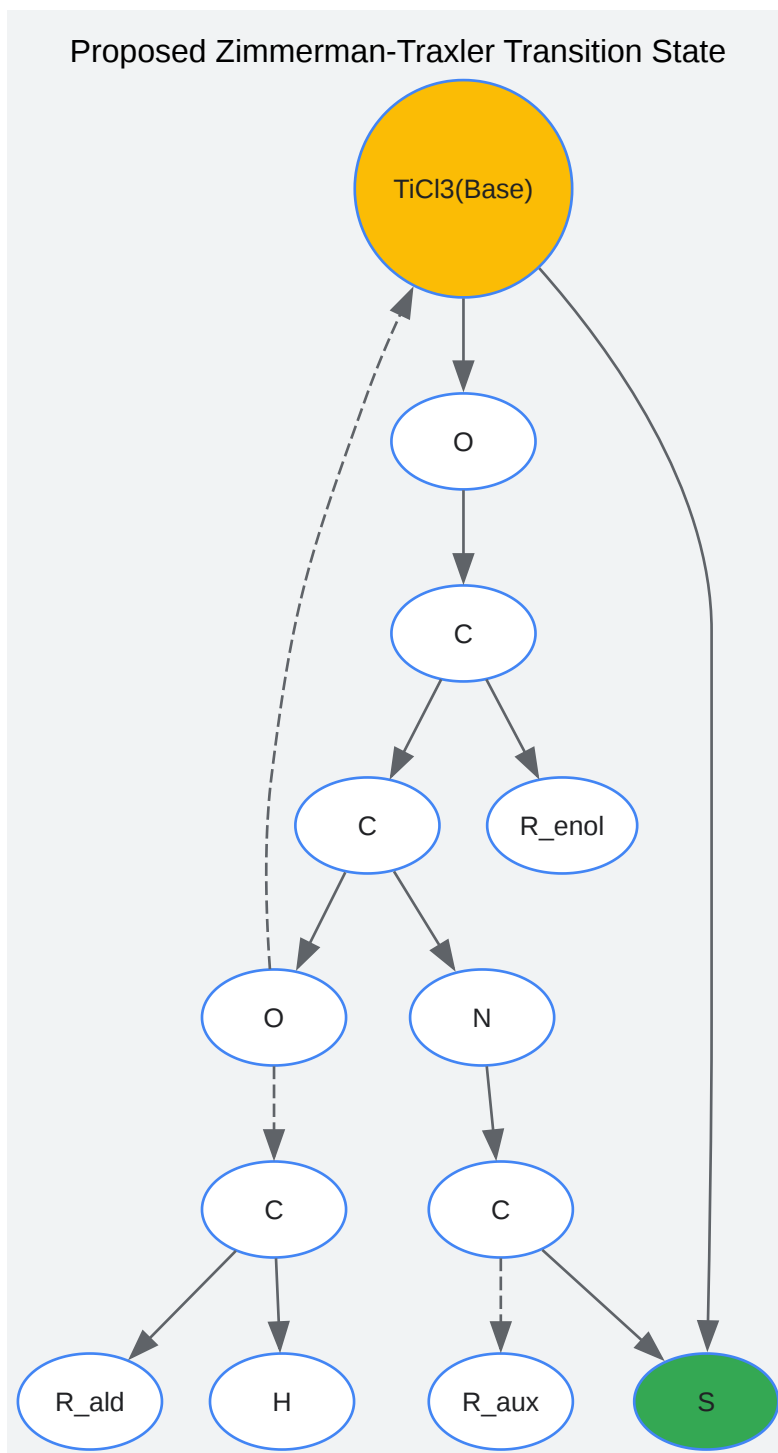 Proposed Zimmerman-Traxler Transition State
TiCl3(Base)
O
C
C
R_enol
O
N
C
C
R_ald
H
R_aux
S